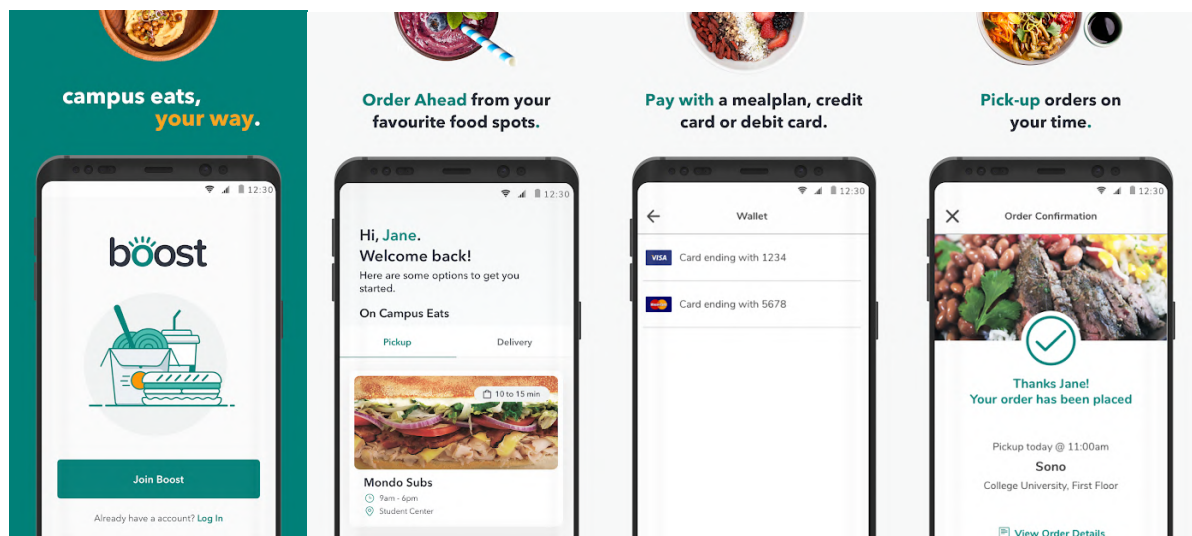 campus eats,
your way.
12:30
boost
Join Boost
Already have a account? Log In
Order Ahead from your
favourite food spots.
12:30
Hi, Jane.
Welcome back!
Here are some options to get you
started.
On Campus Eats
Pickup
Delivery
10 to 15 min
Mondo Subs
9am - 6pm
Student Center
Pay with a mealplan, credit
card or debit card.
12:30
Wallet
VISA
Card ending with 1234
MasterCard
Card ending with 5678
Pick-up orders on
your time.
12:30
Order Confirmation
Thanks Jane!
Your order has been placed
Pickup today @ 11:00am
Sono
College University, First Floor
View Order Details